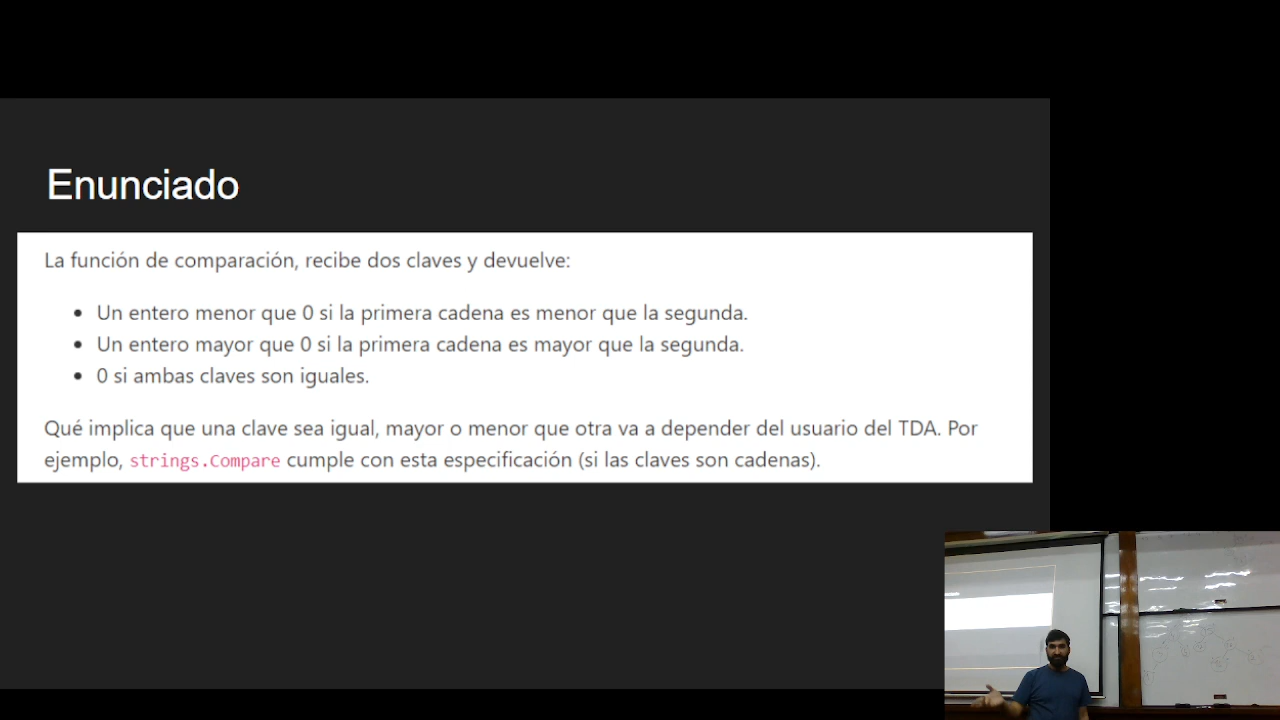 Enunciado
La función de comparación, recibe dos claves y devuelve:
• Un entero menor que 0 si la primera cadena es menor que la segunda.
• Un entero mayor que 0 si la primera cadena es mayor que la segunda.
• 0 si ambas claves son iguales.
Qué implica que una clave sea igual, mayor o menor que otra va a depender del usuario del TDA. Por
ejemplo, strings.Compare cumple con esta especificación (si las claves son cadenas).